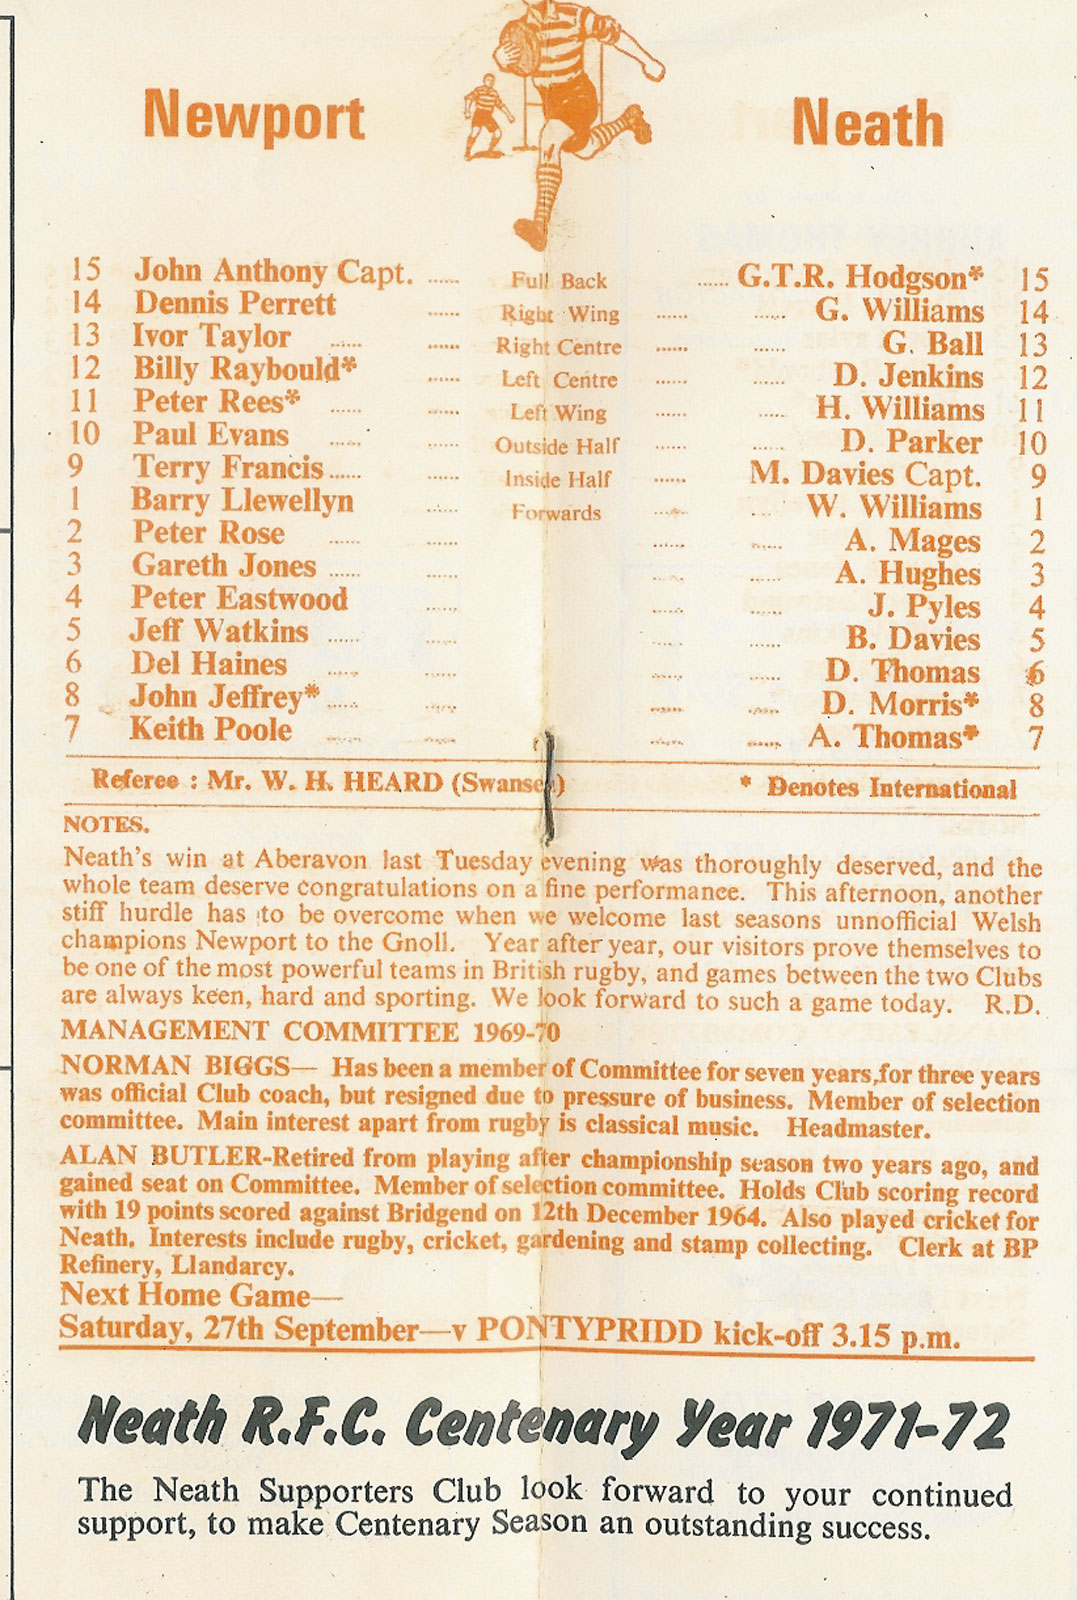 Newport Neath
15 John Anthony Capt. ...... Full Back ...... G.T.R. Hodgson* 15
14 Dennis Perrett ...... Right Wing ...... ...... G. Williams 14
13 Ivor Taylor ...... ...... Right Centre ...... ...... G. Ball 13
12 Billy Raybould* ...... Left Centre ...... ...... D. Jenkins 12
11 Peter Rees* ...... ...... Left Wing ...... ...... H. Williams 11
10 Paul Evans ...... ...... Outside Half ...... ...... D. Parker 10
9 Terry Francis ...... ...... Inside Half ...... M. Davies Capt. 9
1 Barry Llewellyn ...... Forwards ...... ...... W. Williams 1
2 Peter Rose ...... ...... ...... ...... A. Mages 2
3 Gareth Jones ...... ...... ...... ...... A. Hughes 3
4 Peter Eastwood ...... ...... ...... J. Pyles 4
5 Jeff Watkins ...... ...... ...... ...... B. Davies 5
6 Del Haines ...... ...... ...... ...... D. Thomas 6
8 John Jeffrey* ...... ...... ...... ...... D. Morris* 8
7 Keith Poole ...... ...... ...... ...... A. Thomas* 7
Referee : Mr. W. H. HEARD (Swansea) * Denotes International
NOTES.
Neath's win at Aberavon last Tuesday evening was thoroughly deserved, and the
whole team deserve congratulations on a fine performance. This afternoon, another
stiff hurdle has to be overcome when we welcome last seasons unnofficial Welsh
champions Newport to the Gnoll. Year after year, our visitors prove themselves to
be one of the most powerful teams in British rugby, and games between the two Clubs
are always keen, hard and sporting. We look forward to such a game today. R.D.
MANAGEMENT COMMITTEE 1969-70
NORMAN BIGGS— Has been a member of Committee for seven years,for three years
was official Club coach, but resigned due to pressure of business. Member of selection
committee. Main interest apart from rugby is classical music. Headmaster.
ALAN BUTLER-Retired from playing after championship season two years ago, and
gained seat on Committee. Member of selection committee. Holds Club scoring record
with 19 points scored against Bridgend on 12th December 1964. Also played cricket for
Neath. Interests include rugby, cricket, gardening and stamp collecting. Clerk at BP
Refinery, Llandarcy.
Next Home Game—
Saturday, 27th September—v PONTYPRIDD kick-off 3.15 p.m.
Neath R.F.C. Centenary Year 1971-72
The Neath Supporters Club look forward to your continued
support, to make Centenary Season an outstanding success.